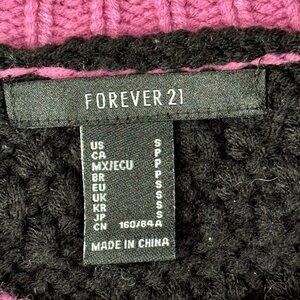 FOREVER 21
US S
CA P
MX/ECU P
BR P
EU S
UK S
KR S
JP S
CN 160/84A
MADE IN CHINA